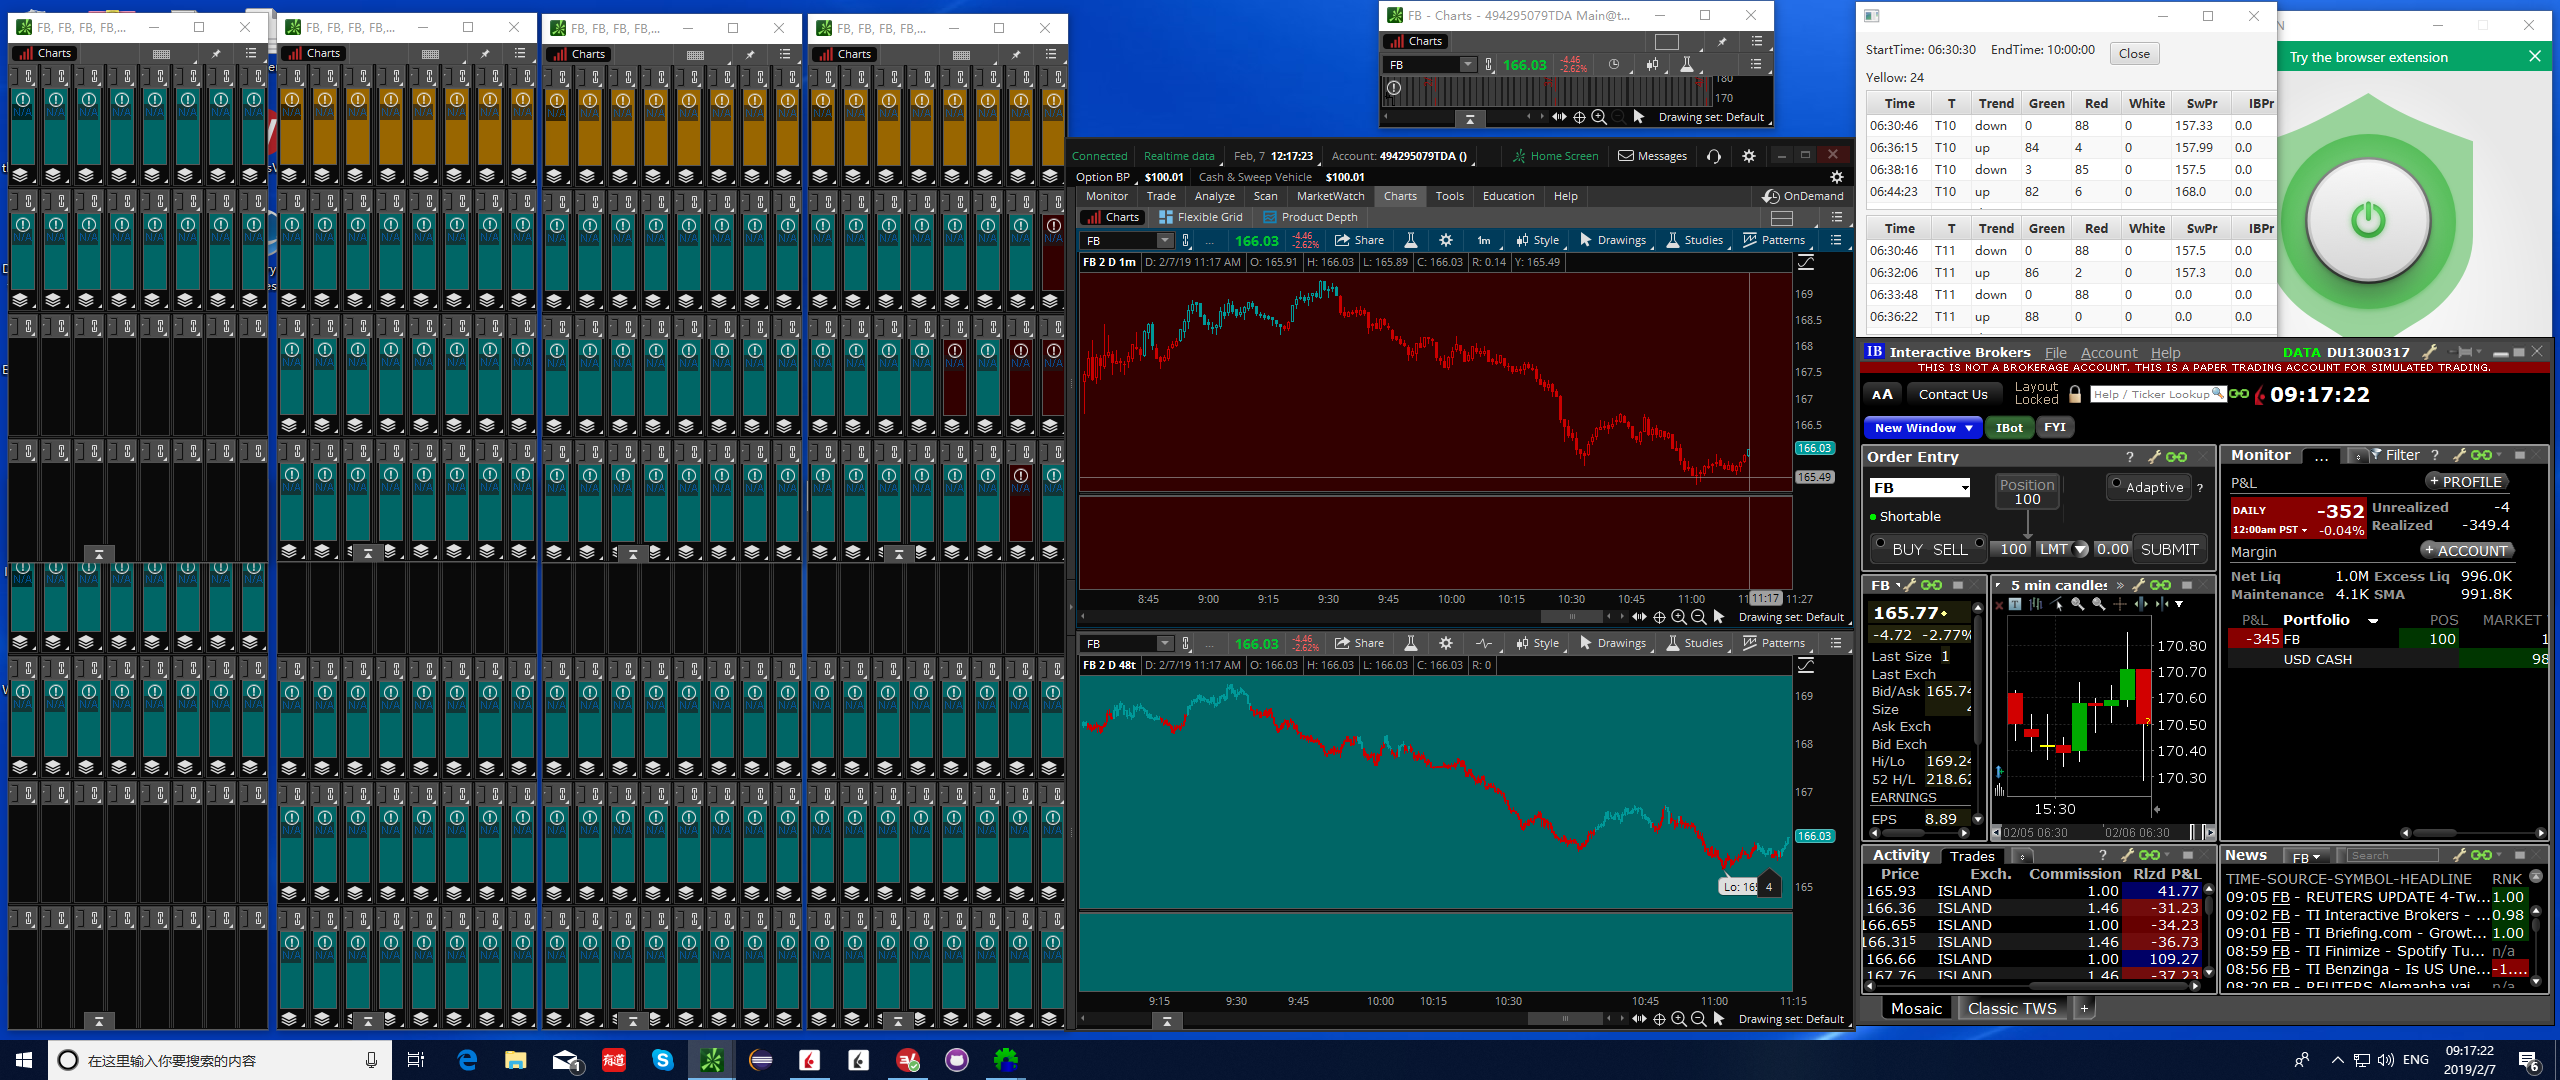 FB, FB, FB, FB,...
Charts
FB, FB, FB, FB,...
Charts
FB, FB, FB, FB,...
Charts
FB, FB, FB, FB,...
Charts
FB - Charts - 494295079TDA Main@t...
Charts
FB 166.03 -4.46 -2.62%
180
170
Drawing set: Default
Connected Realtime data Feb, 7 12:17:23 Account: 494295079TDA () Home Screen Messages
Option BP $100.01 Cash & Sweep Vehicle $100.01
Monitor Trade Analyze Scan MarketWatch Charts Tools Education Help OnDemand
Charts Flexible Grid Product Depth
FB ... 166.03 -4.46 -2.62% Share 1m Style Drawings Studies Patterns
FB 2 D 1m D: 2/7/19 11:17 AM O: 165.91 H: 166.03 L: 165.89 C: 166.03 R: 0.14 Y: 165.49
169
168.5
168
167.5
167
166.5
166.03
165.49
8:45 9:00 9:15 9:30 9:45 10:00 10:15 10:30 10:45 11:00 11:17 11:27
Drawing set: Default
FB ... 166.03 -4.46 -2.62% Share Style Drawings Studies Patterns
FB 2 D 48t D: 2/7/19 11:17 AM O: 166.03 H: 166.03 L: 166.03 C: 166.03 R: 0
169
168
167
166.03
165
Lo: 165 4
9:15 9:30 9:45 10:00 10:15 10:30 10:45 11:00 11:15
Drawing set: Default
StartTime: 06:30:30 EndTime: 10:00:00 Close
Yellow: 24
Time T Trend Green Red White SwPr IBPr
06:30:46 T10 down 0 88 0 157.33 0.0
06:36:15 T10 up 84 4 0 157.99 0.0
06:38:16 T10 down 3 85 0 157.5 0.0
06:44:23 T10 up 82 6 0 168.0 0.0
Time T Trend Green Red White SwPr IBPr
06:30:46 T11 down 0 88 0 157.5 0.0
06:32:06 T11 up 86 2 0 157.3 0.0
06:33:48 T11 down 0 88 0 0.0 0.0
06:36:22 T11 up 88 0 0 0.0 0.0
N
Try the browser extension
IB Interactive Brokers File Account Help DATA DU1300317
THIS IS NOT A BROKERAGE ACCOUNT. THIS IS A PAPER TRADING ACCOUNT FOR SIMULATED TRADING.
AA Contact Us Layout Locked Help / Ticker Lookup 09:17:22
New Window IBot FYI
Order Entry ?
FB Position 100 Adaptive ?
Shortable
BUY SELL 100 LMT 0.00 SUBMIT
FB
165.77
-4.72 -2.77%
Last Size 1
Last Exch
Bid/Ask 165.74
Size 4
Ask Exch
Bid Exch
Hi/Lo 169.24
52 H/L 218.62
EARNINGS
EPS 8.89
5 min candles
170.80
170.70
170.60
170.50
170.40
170.30
15:30
02/05 06:30 02/06 06:30
Monitor ... Filter ?
P&L + PROFILE
DAILY -352 Unrealized -4
12:00am PST -0.04% Realized -349.4
Margin + ACCOUNT
Net Liq 1.0M Excess Liq 996.0K
Maintenance 4.1K SMA 991.8K
P&L Portfolio POS MARKET
-345 FB 100 1
USD CASH 98
Activity Trades ?
Price Exch. Commission Rlzd P&L
165.93 ISLAND 1.00 41.77
166.36 ISLAND 1.46 -31.23
166.65⁵ ISLAND 1.00 -34.23
166.31⁵ ISLAND 1.46 -36.73
166.66 ISLAND 1.00 109.27
167.76 ISLAND 1.46 -37.23
News FB Search
TIME-SOURCE-SYMBOL-HEADLINE RNK
09:05 FB - REUTERS UPDATE 4-Tw... 1.00
09:02 FB - TI Interactive Brokers - ... 0.98
09:01 FB - TI Briefing.com - Growt... 1.00
08:59 FB - TI Finimize - Spotify Tu... n/a
08:56 FB - TI Benzinga - Is US Une... -1....
08:20 FB - REUTERS Alemanha vai n/a
Mosaic Classic TWS +
在这里输入你要搜索的内容
有道
ENG
09:17:22
2019/2/7
6